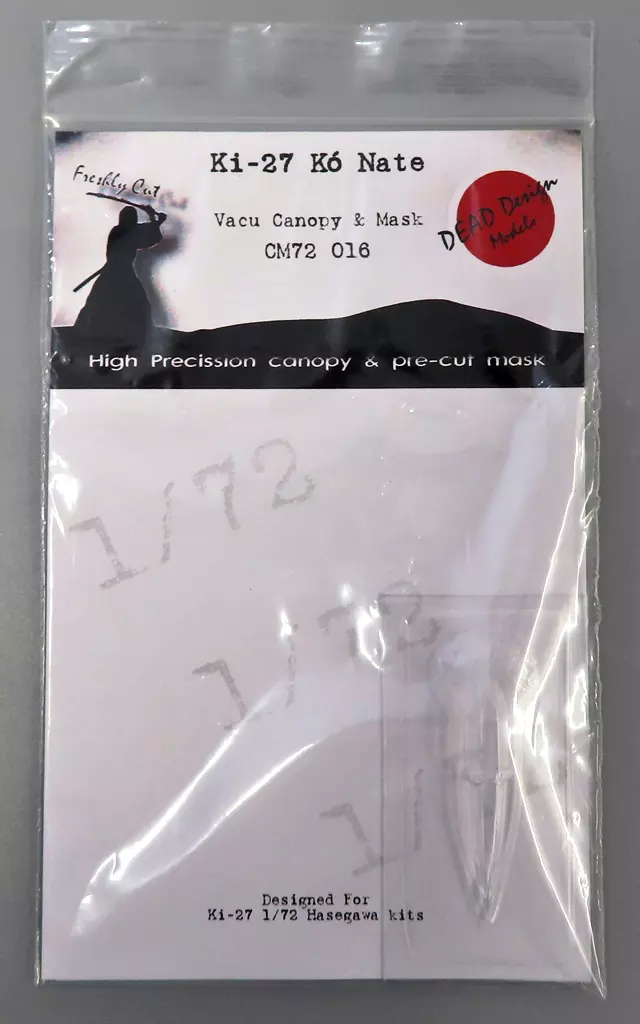 Ki-27 Kó Nate
Freshly Cut
Vacu Canopy & Mask
CM72 016
DEAD Design
Models
High Precission canopy & pre-cut mask
1/72
1/72
1/72
Designed For
Ki-27 1/72 Hasegawa kits